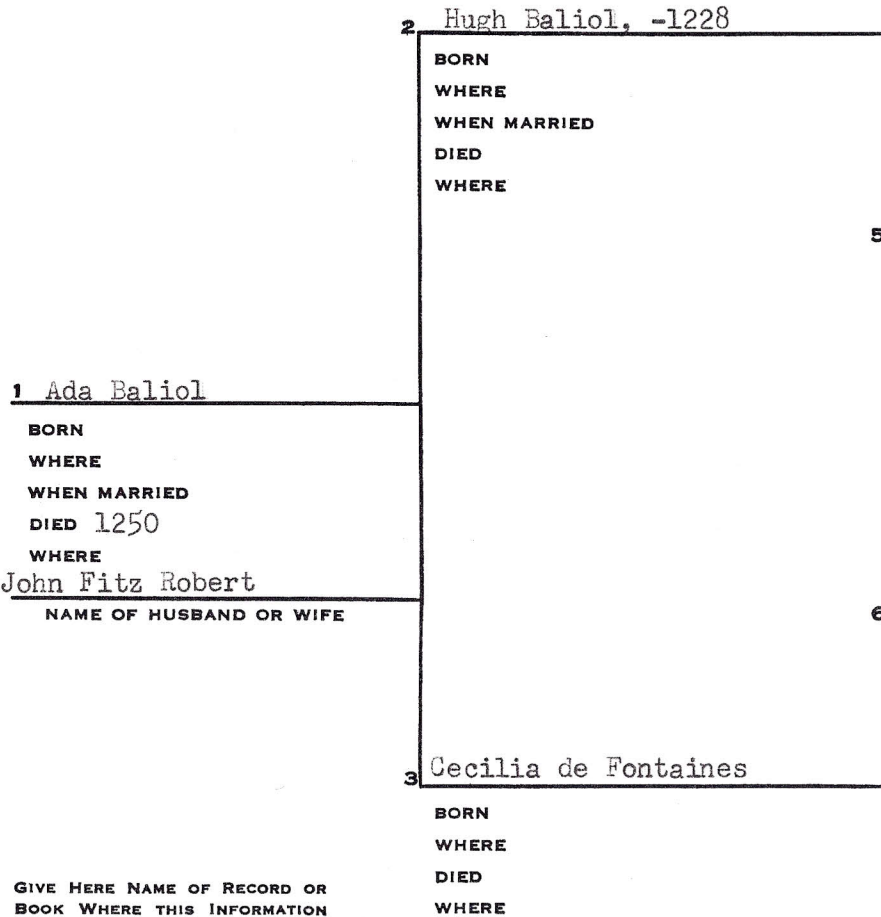 2 Hugh Baliol, -1228
BORN
WHERE
WHEN MARRIED
DIED
WHERE
5
1 Ada Baliol
BORN
WHERE
WHEN MARRIED
DIED 1250
WHERE
John Fitz Robert
NAME OF HUSBAND OR WIFE
6
3 Cecilia de Fontaines
BORN
WHERE
DIED
WHERE
GIVE HERE NAME OF RECORD OR
BOOK WHERE THIS INFORMATION